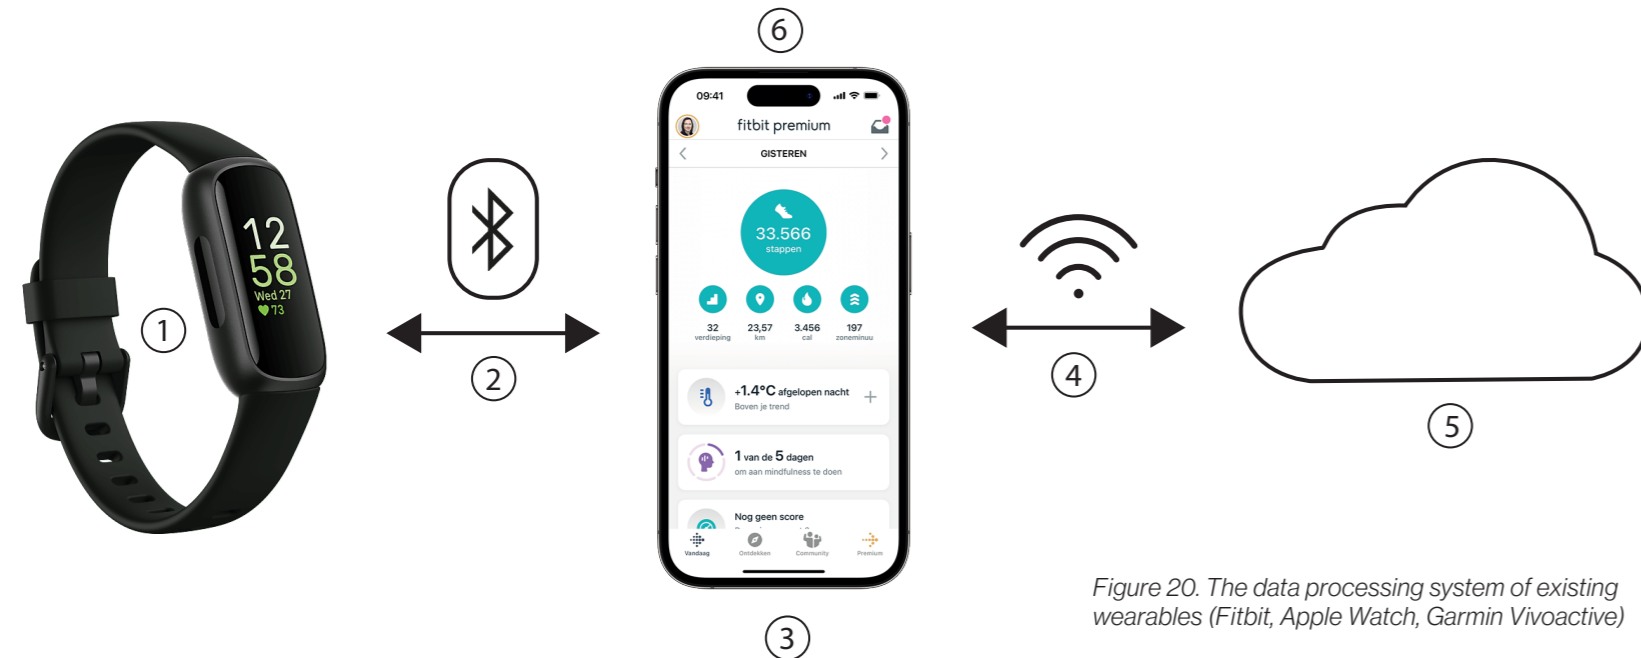 6
09:41
fitbit premium
GISTEREN
12
58
Wed 27
73
33.566
stappen
32
verdieping
23,57
km
3.456
cal
197
zoneminuu
1
2
4
+1.4°C afgelopen nacht
Boven je trend
5
1 van de 5 dagen
om aan mindfulness te doen
Nog geen score
Vandaag
Ontdekken
Community
Premium
3
Figure 20. The data processing system of existing
wearables (Fitbit, Apple Watch, Garmin Vivoactive)